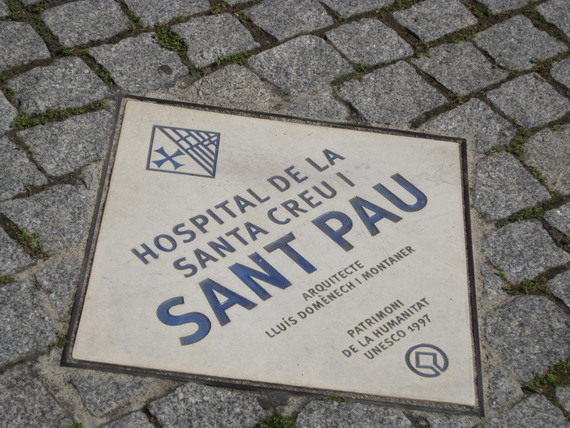 HOSPITAL DE LA
SANTA CREU I
SANT PAU
ARQUITECTE
LLUÍS DOMÈNECH I MONTANER
PATRIMONI
DE LA HUMANITAT
UNESCO 1997